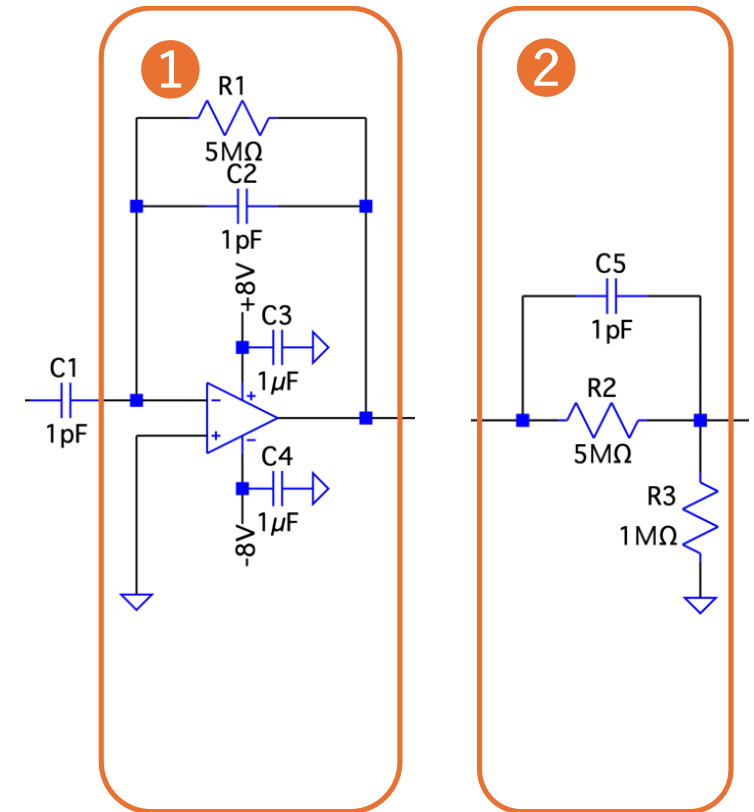 1
R1
5MΩ
C2
1pF
+8V
C3
1µF
C1
1pF
−
+
+
−
C4
1µF
-8V
2
C5
1pF
R2
5MΩ
R3
1MΩ